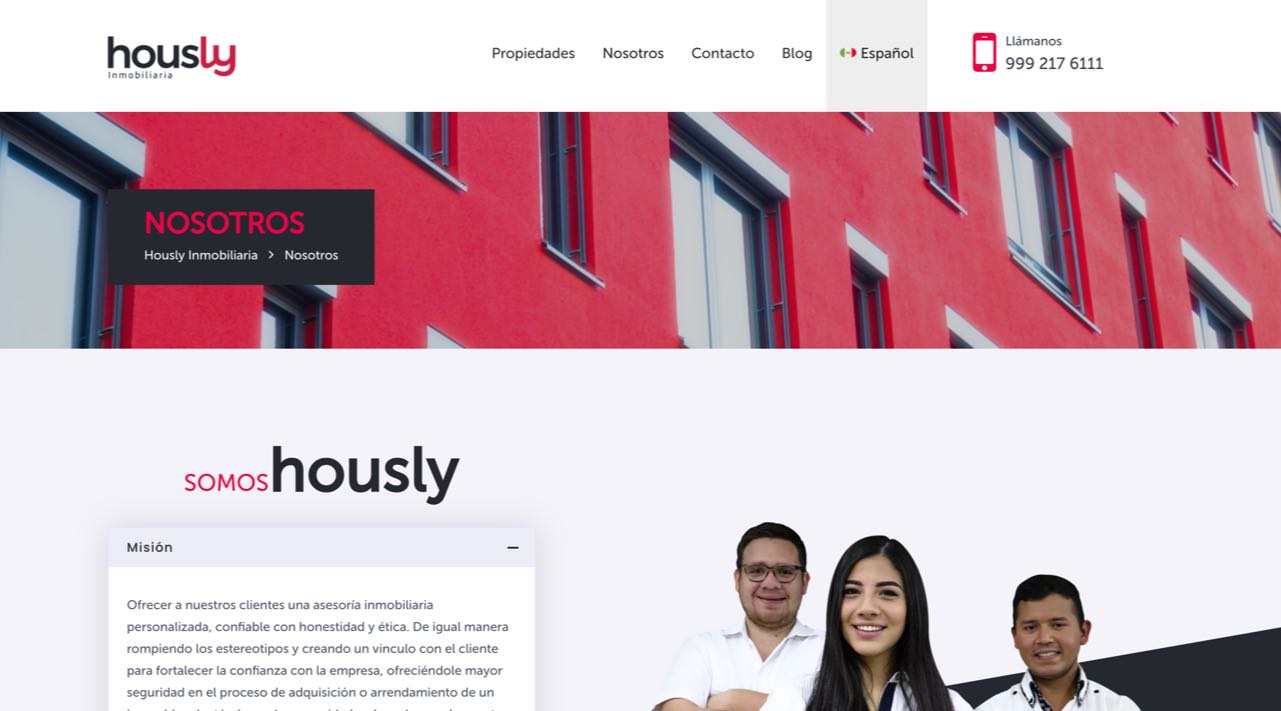 hously
Inmobiliaria
Propiedades
Nosotros
Contacto
Blog
Español
Llámanos
999 217 6111
NOSOTROS
Hously Inmobiliaria > Nosotros
SOMOS hously
Misión
Ofrecer a nuestros clientes una asesoría inmobiliaria
personalizada, confiable con honestidad y ética. De igual manera
rompiendo los estereotipos y creando un vinculo con el cliente
para fortalecer la confianza con la empresa, ofreciéndole mayor
seguridad en el proceso de adquisición o arrendamiento de un